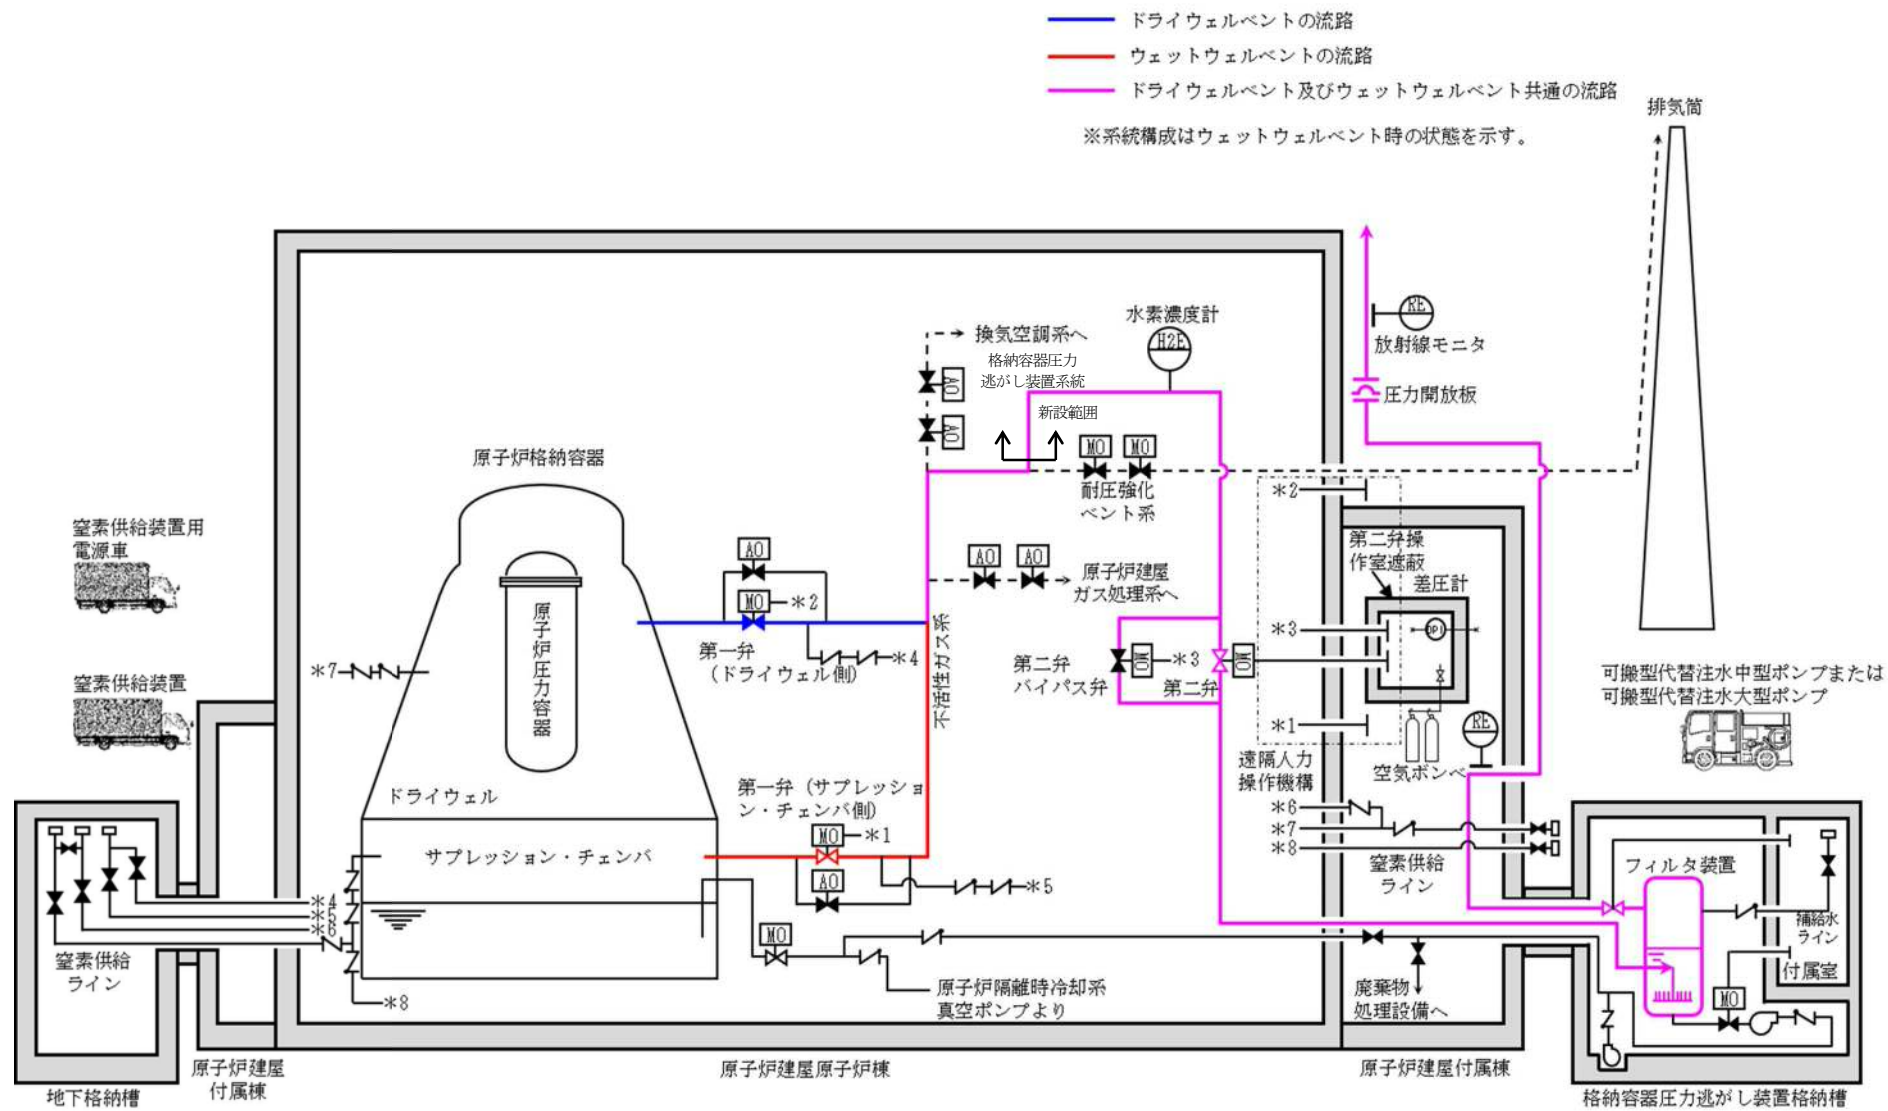 ドライウェルベントの流路
ウェットウェルベントの流路
ドライウェルベント及びウェットウェルベント共通の流路
※系統構成はウェットウェルベント時の状態を示す。
排気筒
換気空調系へ
格納容器圧力
逃がし装置系統
新設範囲
水素濃度計
H2E
RE
放射線モニタ
圧力開放板
AO
AO
MO
MO
耐圧強化
ベント系
原子炉格納容器
原子炉圧力容器
窒素供給装置用
電源車
窒素供給装置
AO
MO
*2
第一弁
(ドライウェル側)
*4
AO
AO
原子炉建屋
ガス処理系へ
不活性ガス系
*7
ドライウェル
サプレッション・チェンバ
第一弁(サプレッショ
ン・チェンバ側)
MO
*1
AO
*5
第二弁
バイパス弁
MO
*3
第二弁
MO
*2
*3
*1
第二弁操
作室遮蔽
差圧計
DPI
空気ボンベ
RE
遠隔人力
操作機構
*6
*7
*8
窒素供給
ライン
可搬型代替注水中型ポンプまたは
可搬型代替注水大型ポンプ
フィルタ装置
補給水
ライン
付属室
MO
*4
*5
*6
*8
窒素供給
ライン
MO
原子炉隔離時冷却系
真空ポンプより
廃棄物
処理設備へ
地下格納槽
原子炉建屋
付属棟
原子炉建屋原子炉棟
原子炉建屋付属棟
格納容器圧力逃がし装置格納槽